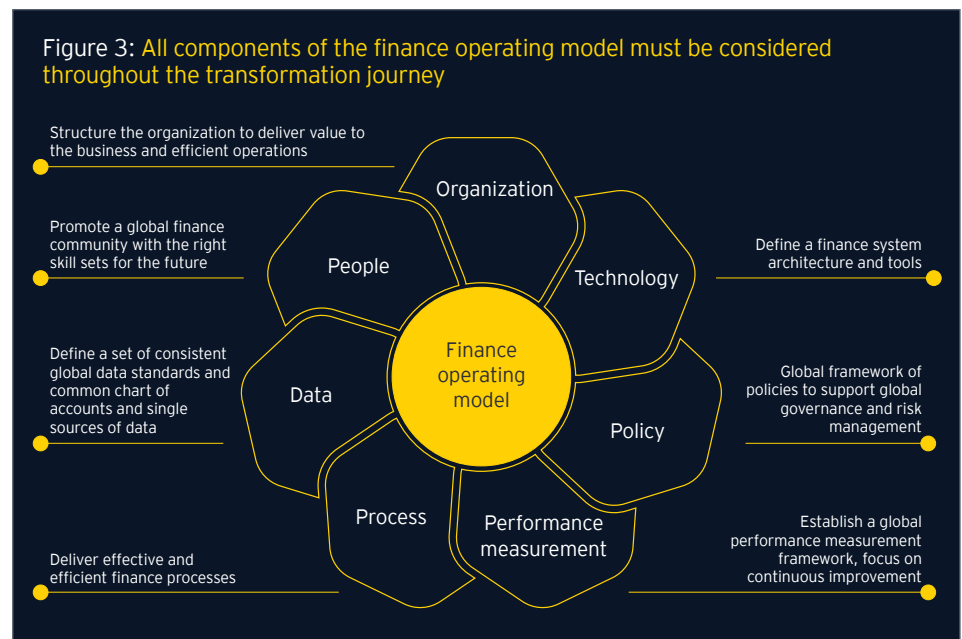 Figure 3: All components of the finance operating model must be considered
throughout the transformation journey
Structure the organization to deliver value to
the business and efficient operations
Organization
Promote a global finance
community with the right
skill sets for the future
People
Technology
Define a finance system
architecture and tools
Finance
operating
model
Define a set of consistent
global data standards and
common chart of
accounts and single
sources of data
Data
Policy
Global framework of
policies to support global
governance and risk
management
Process
Performance
measurement
Deliver effective and
efficient finance processes
Establish a global
performance measurement
framework, focus on
continuous improvement